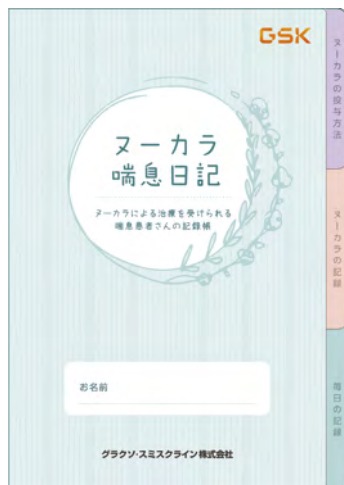 GSK
ヌーカラ
喘息日記
ヌーカラによる治療を受けられる
喘息患者さんの記録帳
お名前
グラクソ・スミスクライン株式会社
ヌーカラの投与方法
ヌーカラの記録
毎日の記録